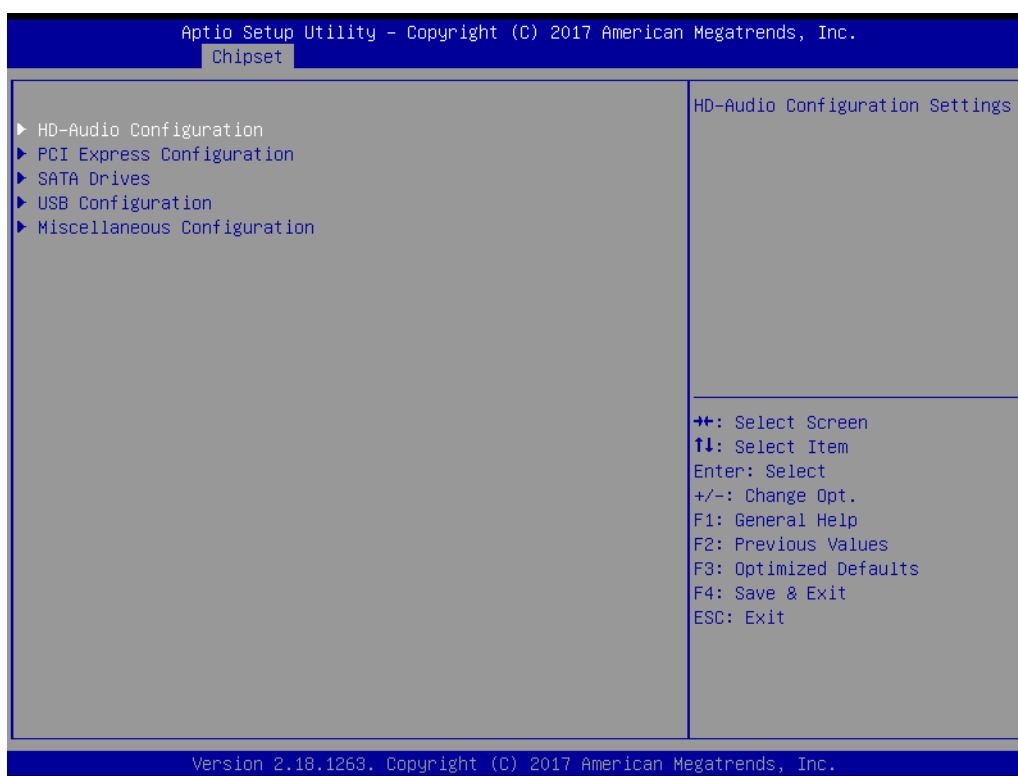 Aptio Setup Utility – Copyright (C) 2017 American Megatrends, Inc.
Chipset
▶ HD-Audio Configuration
▶ PCI Express Configuration
▶ SATA Drives
▶ USB Configuration
▶ Miscellaneous Configuration
HD-Audio Configuration Settings
→←: Select Screen
↑↓: Select Item
Enter: Select
+/-: Change Opt.
F1: General Help
F2: Previous Values
F3: Optimized Defaults
F4: Save & Exit
ESC: Exit
Version 2.18.1263. Copyright (C) 2017 American Megatrends, Inc.